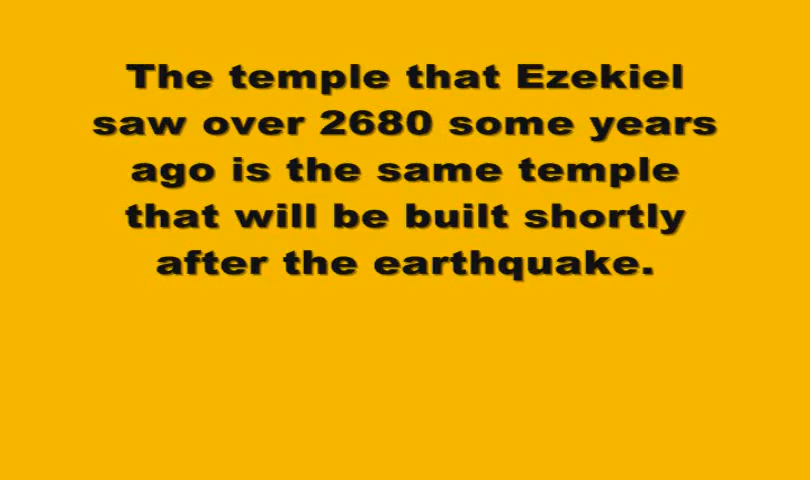 The temple that Ezekiel
saw over 2680 some years
ago is the same temple
that will be built shortly
after the earthquake.